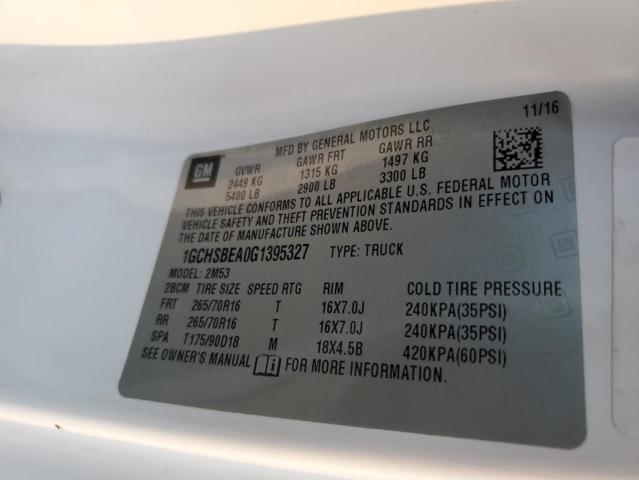 11/16
MFD BY GENERAL MOTORS LLC
GM
GVWR GAWR FRT GAWR RR
2449 KG 1315 KG 1497 KG
5400 LB 2900 LB 3300 LB
THIS VEHICLE CONFORMS TO ALL APPLICABLE U.S. FEDERAL MOTOR
VEHICLE SAFETY AND THEFT PREVENTION STANDARDS IN EFFECT ON
THE DATE OF MANUFACTURE SHOWN ABOVE.
1GCHSBEA0G1395327 TYPE: TRUCK
MODEL: 2M53
2BCM TIRE SIZE SPEED RTG RIM COLD TIRE PRESSURE
FRT 265/70R16 T 16X7.0J 240KPA(35PSI)
RR 265/70R16 T 16X7.0J 240KPA(35PSI)
SPA T175/90D18 M 18X4.5B 420KPA(60PSI)
SEE OWNER'S MANUAL FOR MORE INFORMATION.